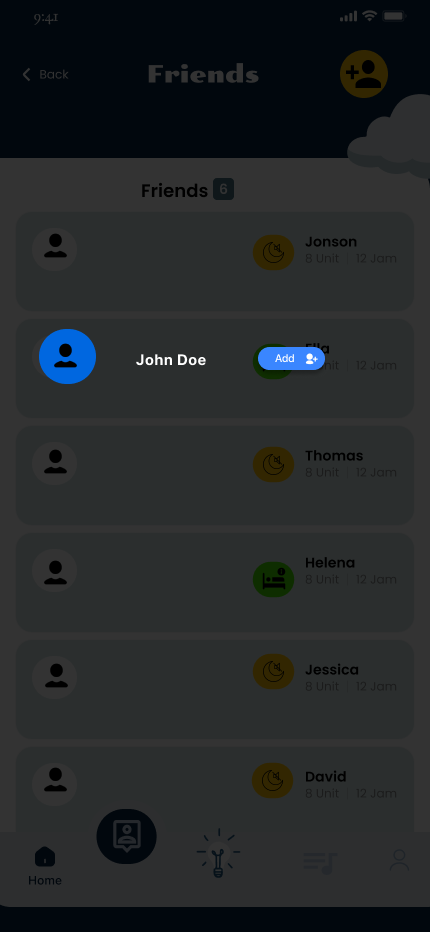 9:41
Back
Friends
Friends 6
Jonson
8 Unit | 12 Jam
John Doe
Add
Ella
8 Unit | 12 Jam
Thomas
8 Unit | 12 Jam
Helena
8 Unit | 12 Jam
Jessica
8 Unit | 12 Jam
David
8 Unit | 12 Jam
Home